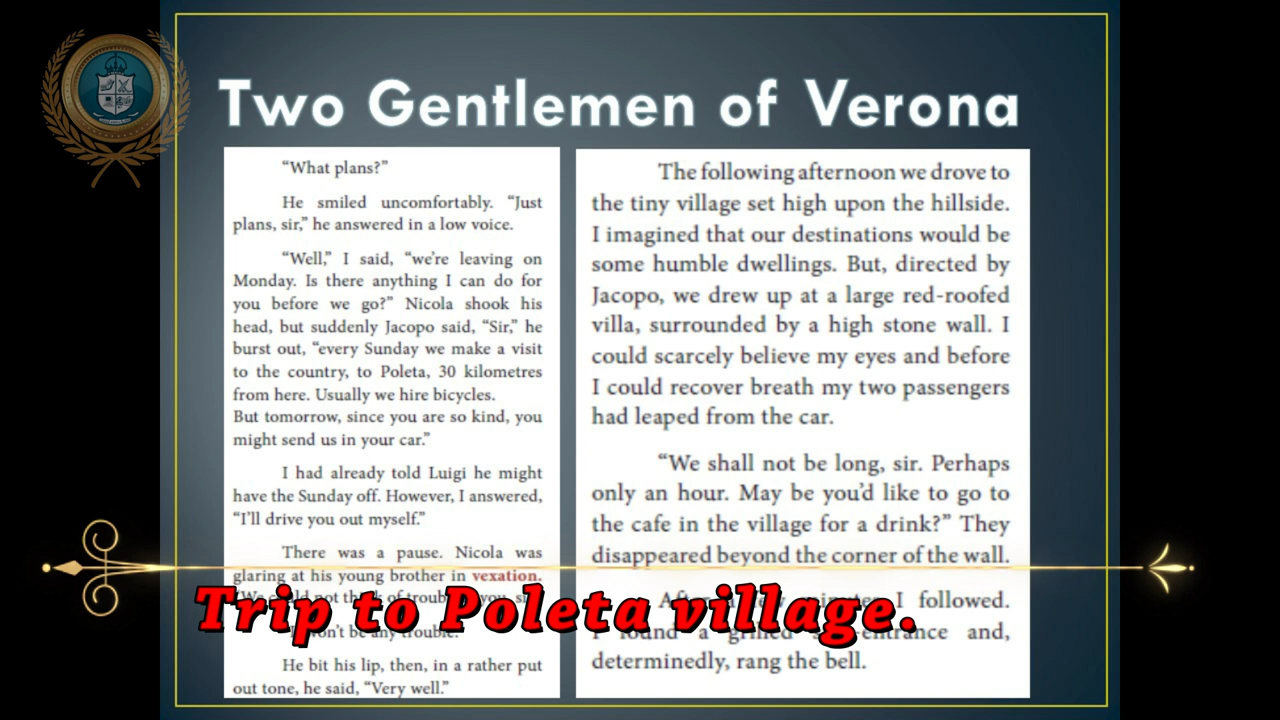 Two Gentlemen of Verona
“What plans?”
He smiled uncomfortably. “Just
plans, sir,” he answered in a low voice.
“Well,” I said, “we’re leaving on
Monday. Is there anything I can do for
you before we go?” Nicola shook his
head, but suddenly Jacopo said, “Sir,” he
burst out, “every Sunday we make a visit
to the country, to Poleta, 30 kilometres
from here. Usually we hire bicycles.
But tomorrow, since you are so kind, you
might send us in your car.”
I had already told Luigi he might
have the Sunday off. However, I answered,
“I’ll drive you out myself.”
There was a pause. Nicola was
glaring at his young brother in vexation.
not of
any trouble.
He bit his lip, then, in a rather put
out tone, he said, “Very well.”
The following afternoon we drove to
the tiny village set high upon the hillside.
I imagined that our destinations would be
some humble dwellings. But, directed by
Jacopo, we drew up at a large red-roofed
villa, surrounded by a high stone wall. I
could scarcely believe my eyes and before
I could recover breath my two passengers
had leaped from the car.
“We shall not be long, sir. Perhaps
only an hour. May be you’d like to go to
the cafe in the village for a drink?” They
disappeared beyond the corner of the wall.
minutes I followed.
I found a grilled entrance and,
determinedly, rang the bell.
Trip to Poleta village.